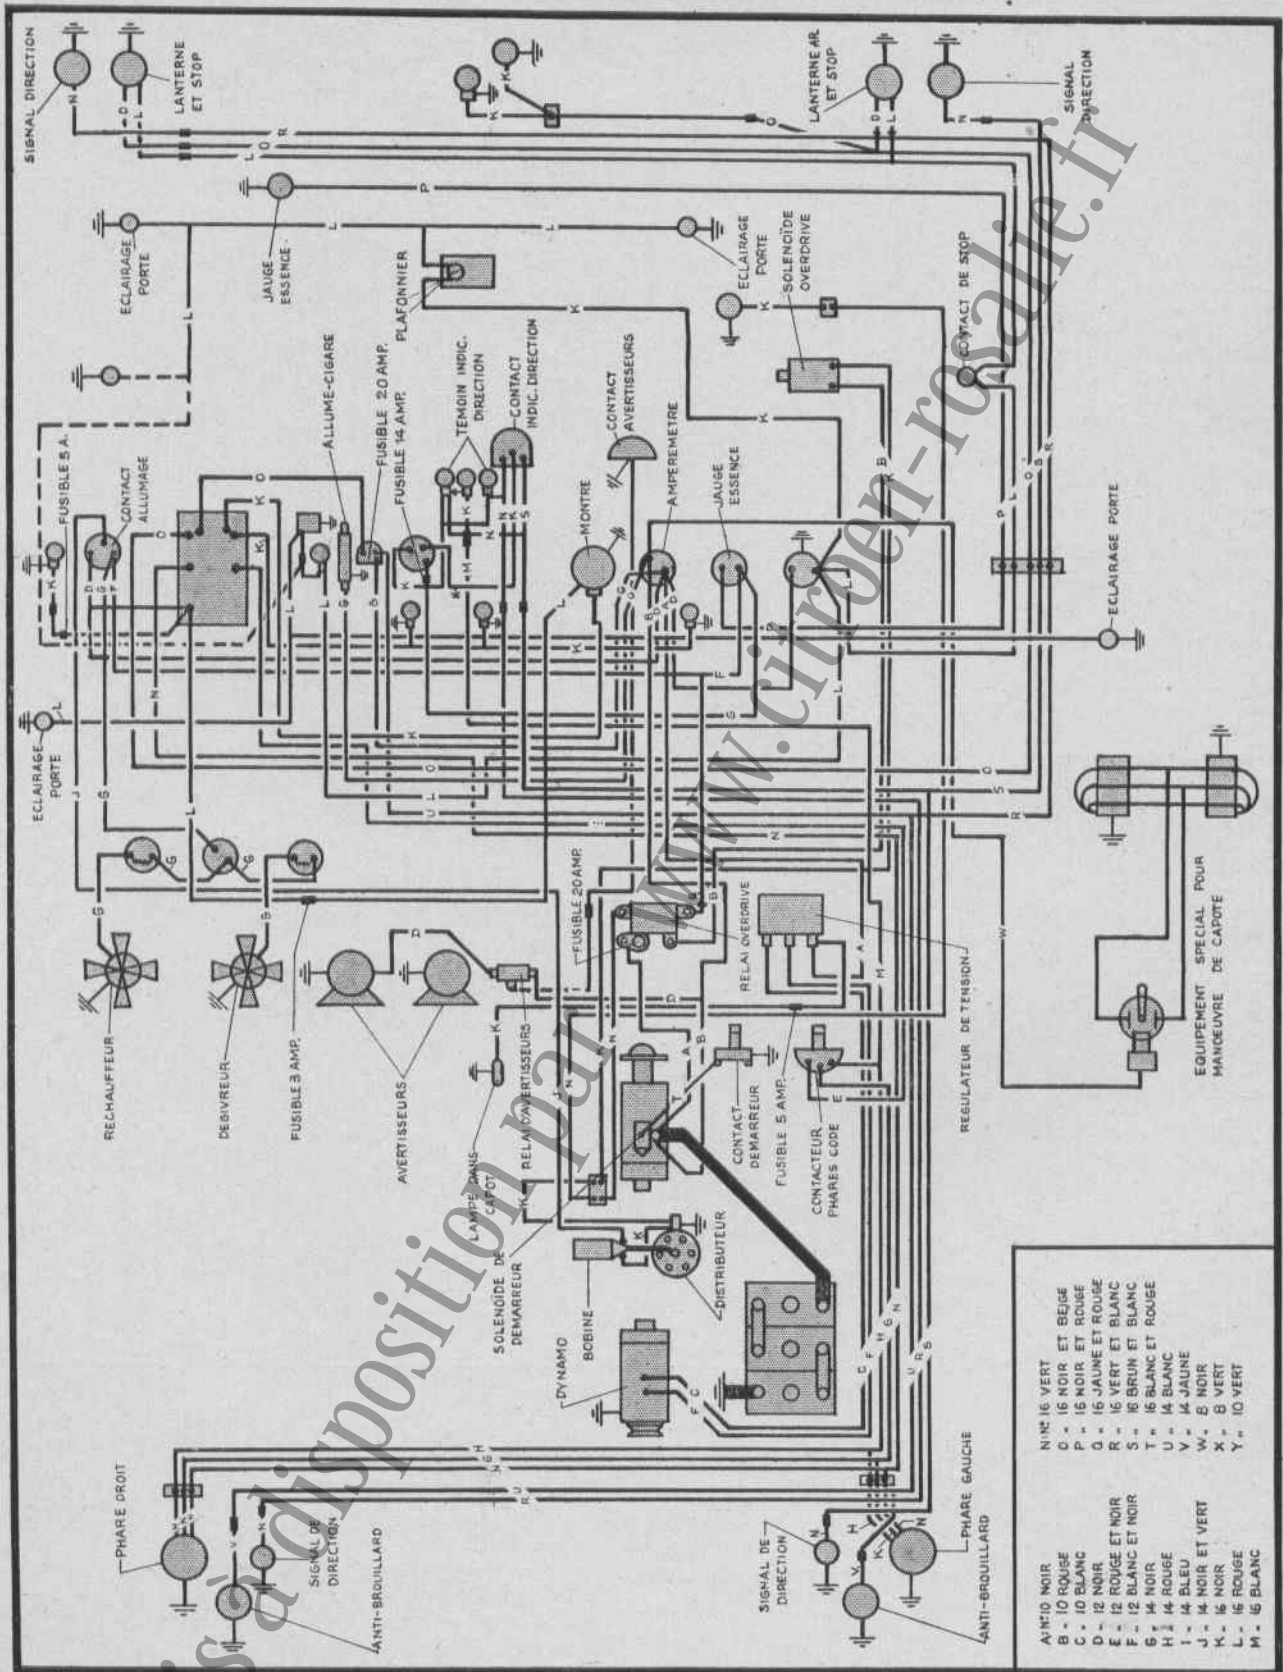 SIGNAL DIRECTION
LANTERNE
ET STOP
LANTERNE AR
ET STOP
SIGNAL
DIRECTION
ECLAIRAGE
PORTE
JAUGE
ESSENCE
PLAFONNIER
ECLAIRAGE
PORTE
SOLENOÏDE
OVERDRIVE
CONTACT DE STOP
FUSIBLE 5 A.
CONTACT
ALLUMAGE
ALLUME-CIGARE
FUSIBLE 20 AMP.
FUSIBLE 14 AMP.
TEMOIN INDIC.
DIRECTION
CONTACT
INDIC. DIRECTION
MONTRE
CONTACT
AVERTISSEURS
AMPEREMETRE
JAUGE
ESSENCE
ECLAIRAGE PORTE
ECLAIRAGE
PORTE
RECHAUFFEUR
DEGIVREUR
FUSIBLE 3 AMP.
AVERTISSEURS
LAMPE DANS
CAPOT
RELAI D'AVERTISSEURS
FUSIBLE 20 AMP.
RELAI OVERDRIVE
SOLENOÏDE DE
DEMARREUR
CONTACT
DEMARREUR
FUSIBLE 5 AMP.
CONTACTEUR
PHARES CODE
REGULATEUR DE TENSION
EQUIPEMENT SPECIAL POUR
MANOEUVRE DE CAPOTE
DYNAMO
BOBINE
DISTRIBUTEUR
PHARE DROIT
SIGNAL DE
DIRECTION
ANTI-BROUILLARD
SIGNAL DE
DIRECTION
PHARE GAUCHE
ANTI-BROUILLARD
A Nº 10 NOIR
B " 10 ROUGE
C " 10 BLANC
D " 12 NOIR
E " 12 ROUGE ET NOIR
F " 12 BLANC ET NOIR
G " 14 NOIR
H " 14 ROUGE
I " 14 BLEU
J " 14 NOIR ET VERT
K " 16 NOIR
L " 16 ROUGE
M " 16 BLANC
N Nº 16 VERT
O " 16 NOIR ET BEIGE
P " 16 NOIR ET ROUGE
Q " 16 JAUNE ET ROUGE
R " 16 VERT ET BLANC
S " 16 BRUN ET BLANC
T " 16 BLANC ET ROUGE
U " 14 BLANC
V " 14 JAUNE
W " 8 NOIR
X " 8 VERT
Y " 10 VERT
is à disposition par www.citroen-rosalie.fr